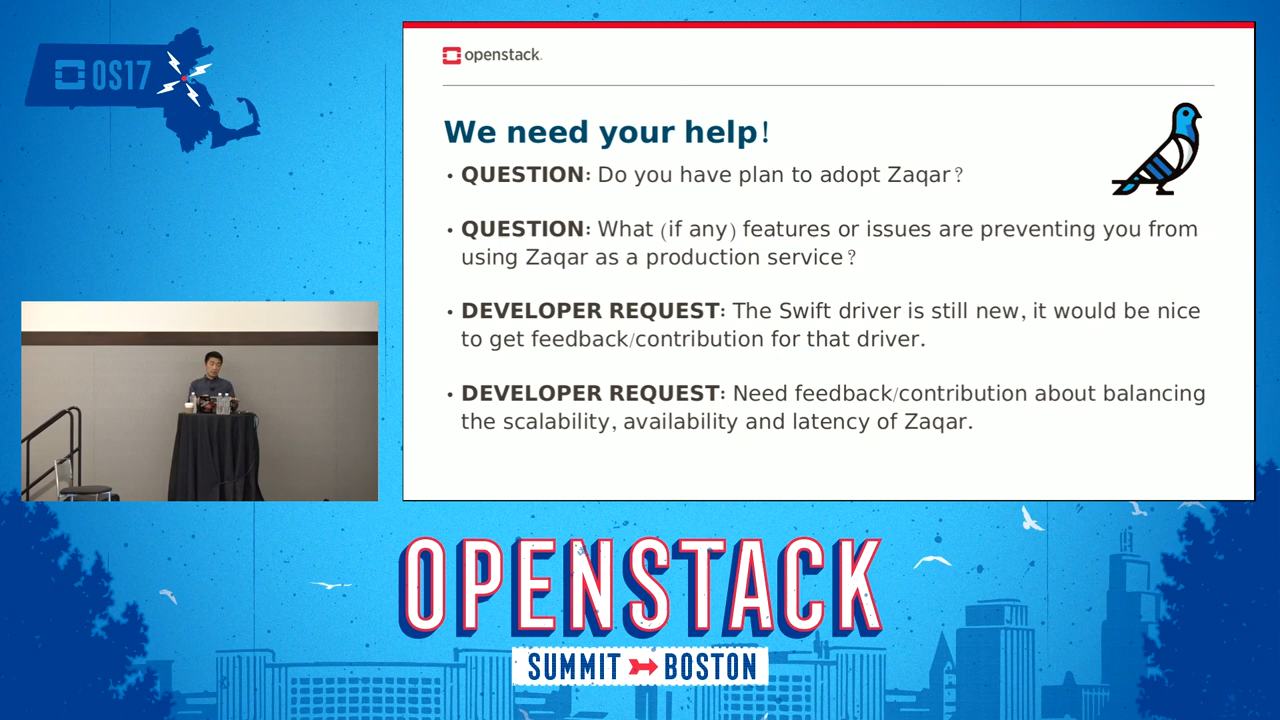 OS17
openstack.
We need your help!
• QUESTION: Do you have plan to adopt Zaqar?
• QUESTION: What (if any) features or issues are preventing you from
using Zaqar as a production service?
• DEVELOPER REQUEST: The Swift driver is still new, it would be nice
to get feedback/contribution for that driver.
• DEVELOPER REQUEST: Need feedback/contribution about balancing
the scalability, availability and latency of Zaqar.
OPENSTACK
SUMMIT BOSTON